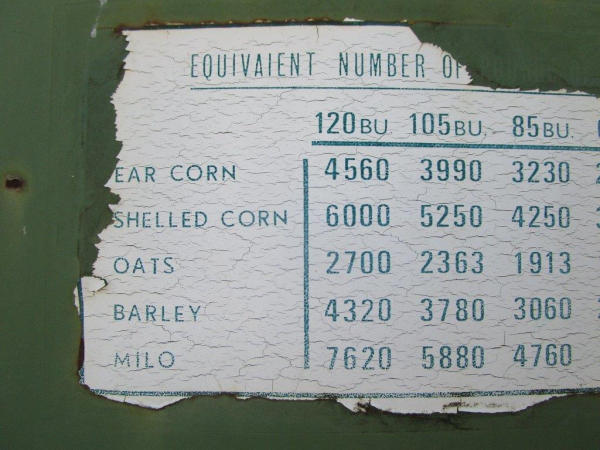 EQUIVAIENT NUMBER OF
120BU 105BU. 85BU.
EAR CORN 4560 3990 3230
SHELLED CORN 6000 5250 4250
OATS 2700 2363 1913
BARLEY 4320 3780 3060
MILO 7620 5880 4760